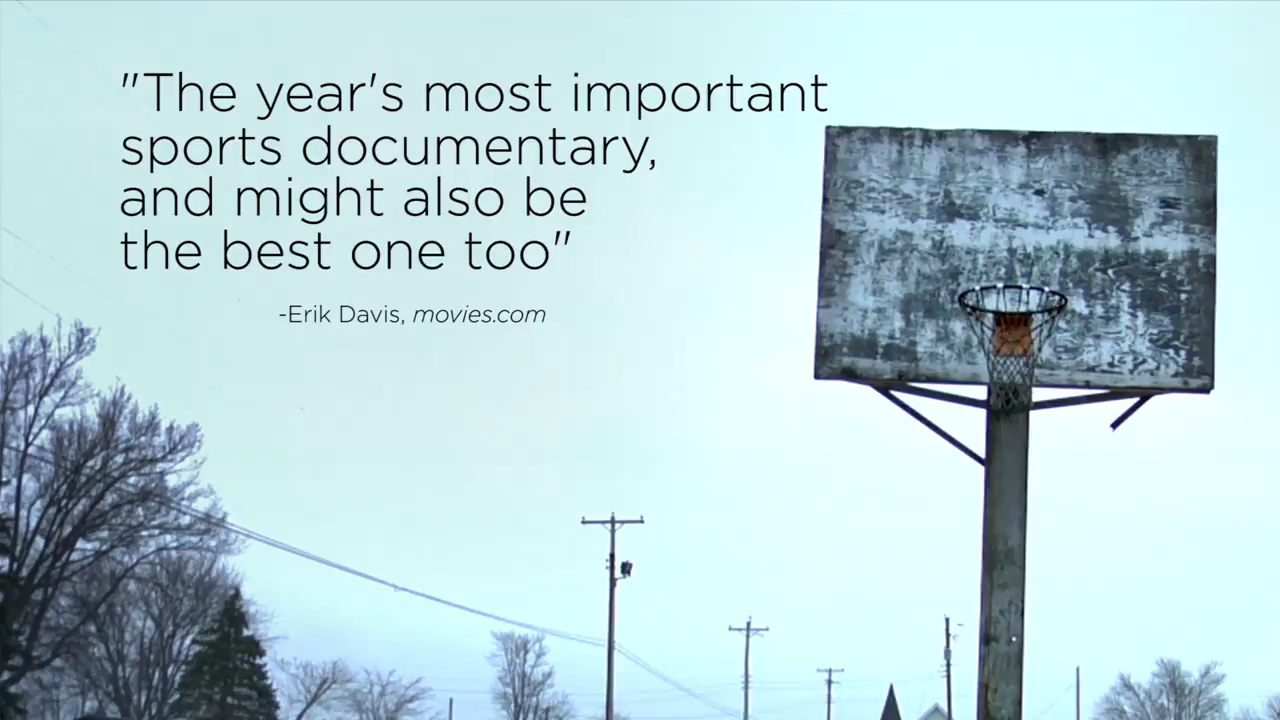 "The year's most important
sports documentary,
and might also be
the best one too"
-Erik Davis, movies.com